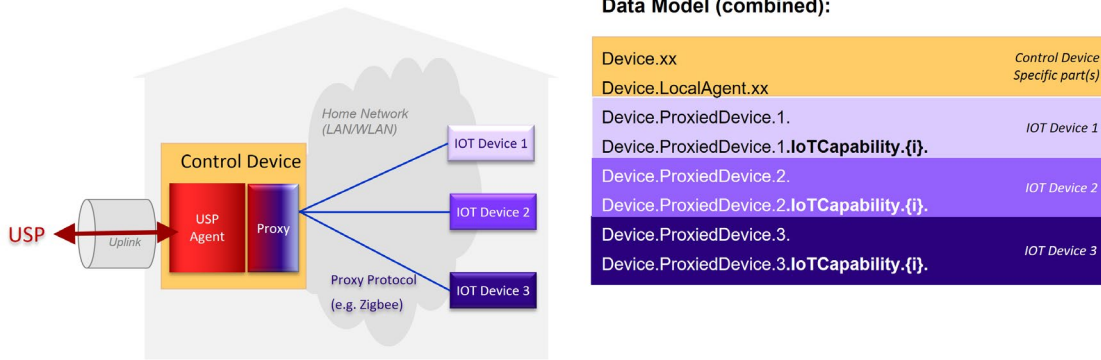 Data Model (combined):
Home Network
(LAN/WLAN)
Control Device
USP
Agent
Proxy
USP
Uplink
IOT Device 1
IOT Device 2
IOT Device 3
Proxy Protocol
(e.g. Zigbee)
Device.xx
Device.LocalAgent.xx
Control Device
Specific part(s)
Device.ProxiedDevice.1.
Device.ProxiedDevice.1.IoTCapability.{i}.
IOT Device 1
Device.ProxiedDevice.2.
Device.ProxiedDevice.2.IoTCapability.{i}.
IOT Device 2
Device.ProxiedDevice.3.
Device.ProxiedDevice.3.IoTCapability.{i}.
IOT Device 3